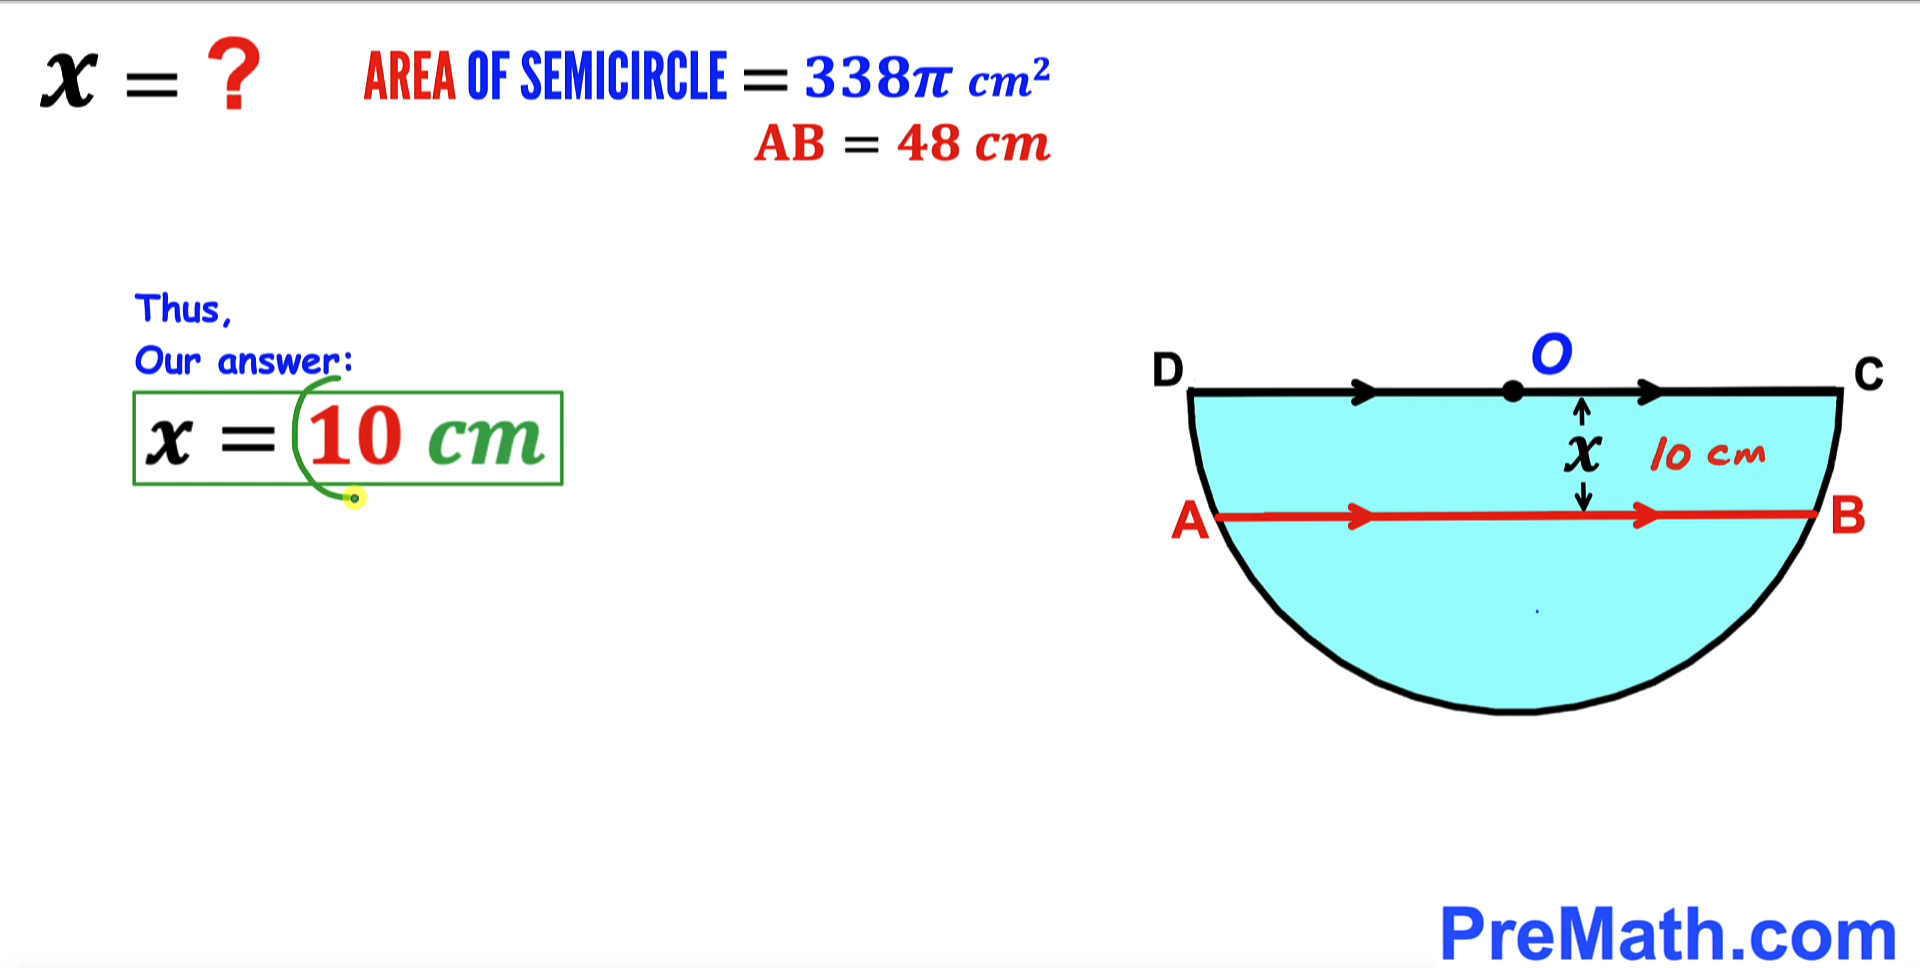 x = ? AREA OF SEMICIRCLE = 338π cm²
AB = 48 cm
Thus,
Our answer:
x = 10 cm
D O C
x 10 cm
A B
PreMath.com